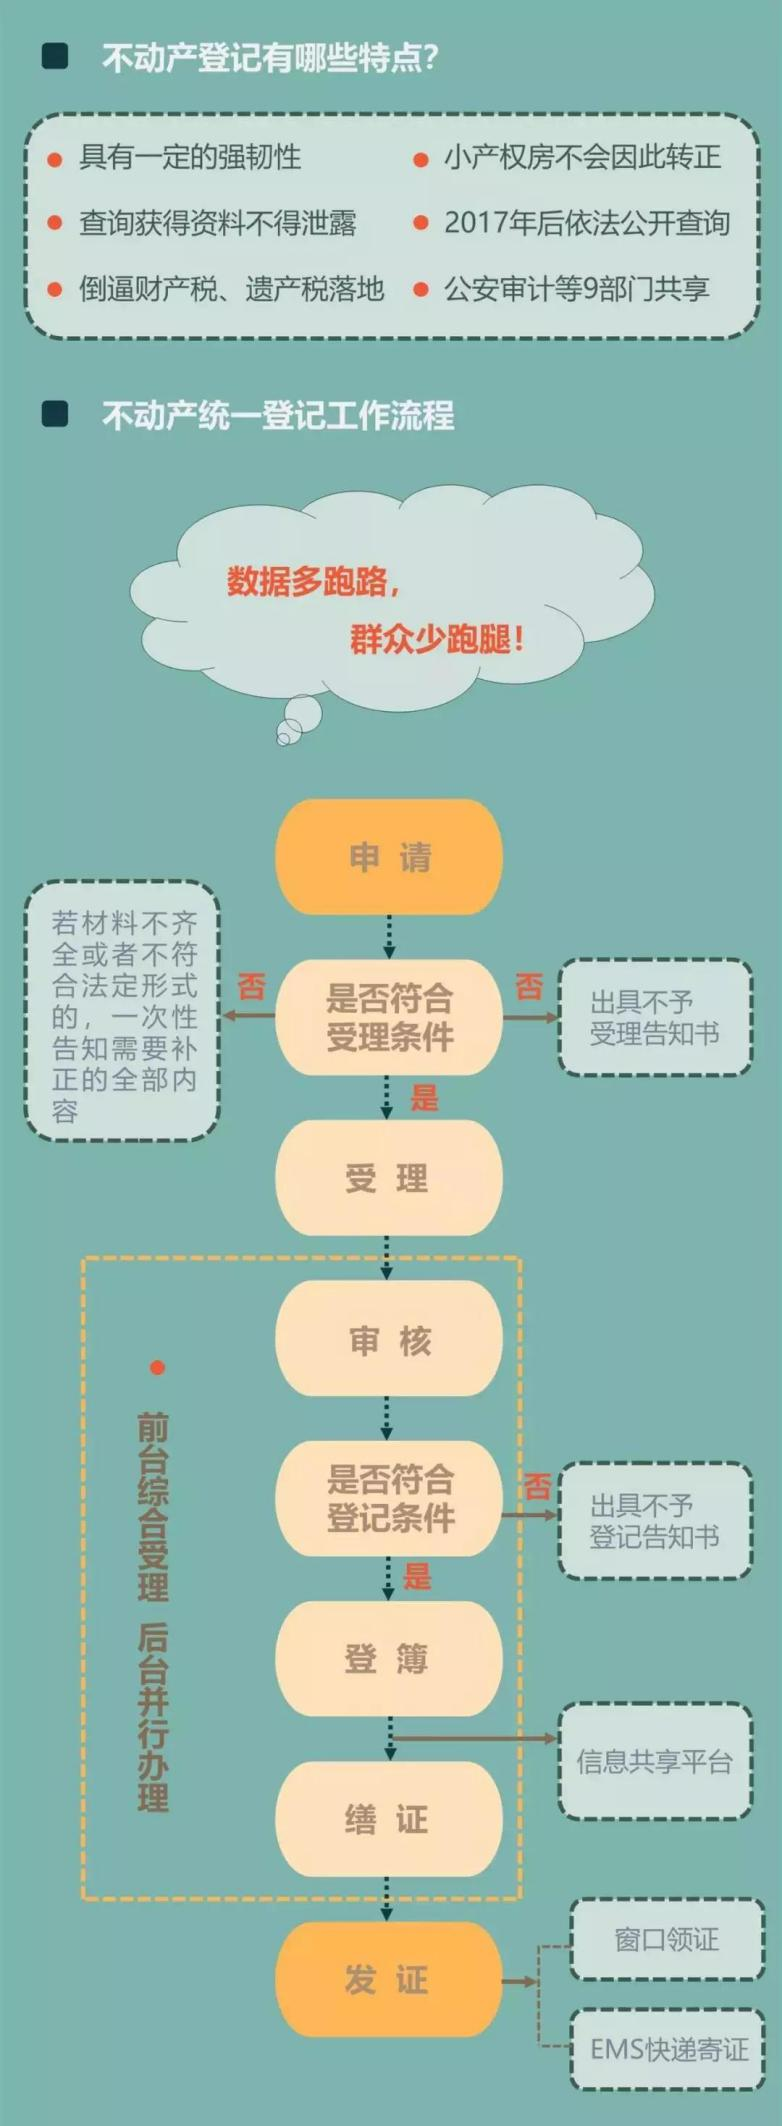 不动产登记有哪些特点?
具有一定的强韧性
小产权房不会因此转正
查询获得资料不得泄露
2017年后依法公开查询
倒逼财产税、遗产税落地
公安审计等9部门共享
不动产统一登记工作流程
数据多跑路,
群众少跑腿!
申 请
若材料不齐
全或者不符
合法定形式
的，一次性
告知需要补
正的全部内
容
否
是否符合
受理条件
否
出具不予
受理告知书
是
受 理
审 核
前台综合受理 后台并行办理
是否符合
登记条件
否
出具不予
登记告知书
是
登 簿
信息共享平台
缮 证
发 证
窗口领证
EMS快递寄证